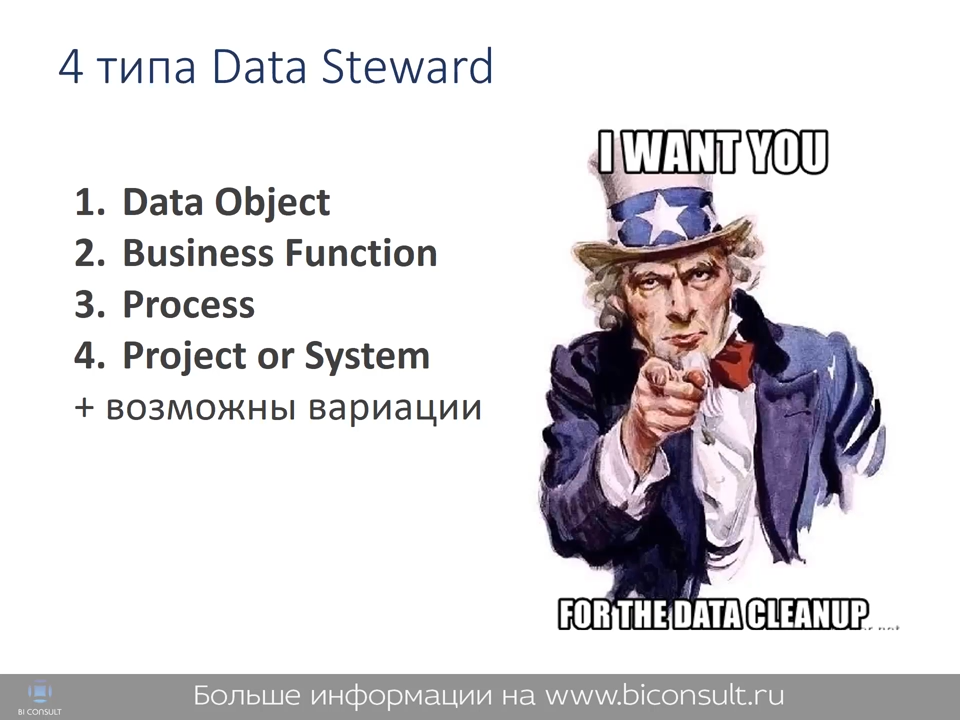 4 типа Data Steward
1. Data Object
2. Business Function
3. Process
4. Project or System
+ возможны вариации
I WANT YOU
FOR THE DATA CLEANUP
BI CONSULT
Больше информации на www.biconsult.ru